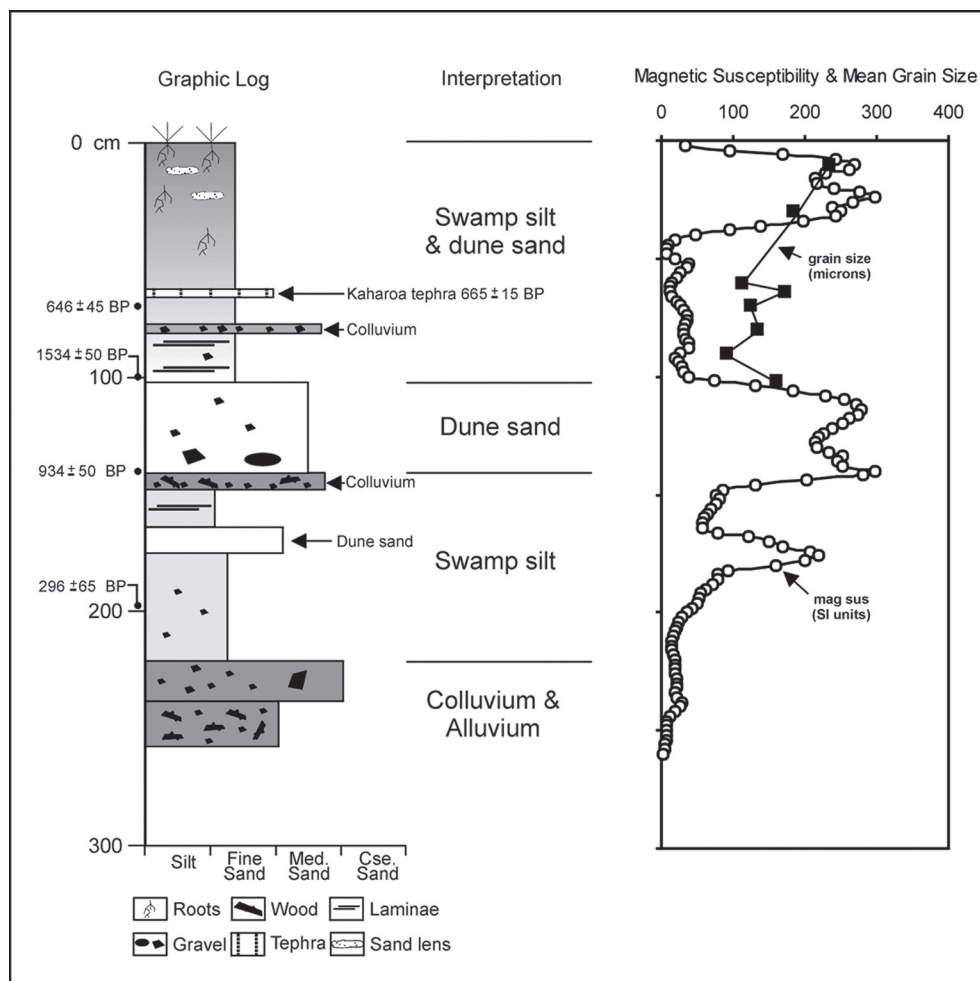 Graphic Log
Interpretation
Magnetic Susceptibility & Mean Grain Size
0 100 200 300 400
0 cm
Swamp silt
& dune sand
grain size
(microns)
Kaharoa tephra 665 ± 15 BP
646 ± 45 BP
Colluvium
1534 ± 50 BP
100
Dune sand
934 ± 50 BP
Colluvium
Dune sand
Swamp silt
296 ±65 BP
200
mag sus
(SI units)
Colluvium &
Alluvium
300
Silt
Fine
Sand
Med.
Sand
Cse.
Sand
Roots Wood Laminae
Gravel Tephra Sand lens